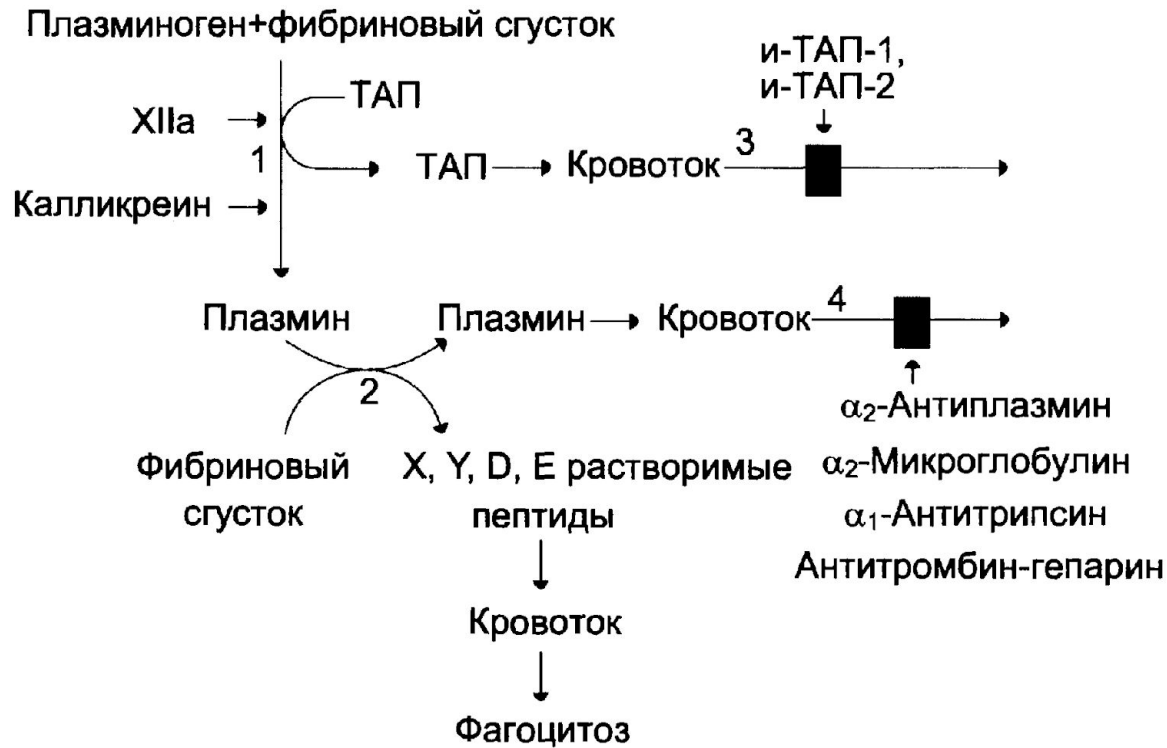 Плазминоген+фибриновый сгусток
и-ТАП-1,
и-ТАП-2
ТАП
XIIa
1
ТАП
Кровоток
3
Калликреин
Плазмин
Плазмин
Кровоток
4
2
α₂-Антиплазмин
Фибриновый
сгусток
X, Y, D, E растворимые
пептиды
α₂-Микроглобулин
α₁-Антитрипсин
Антитромбин-гепарин
Кровоток
Фагоцитоз